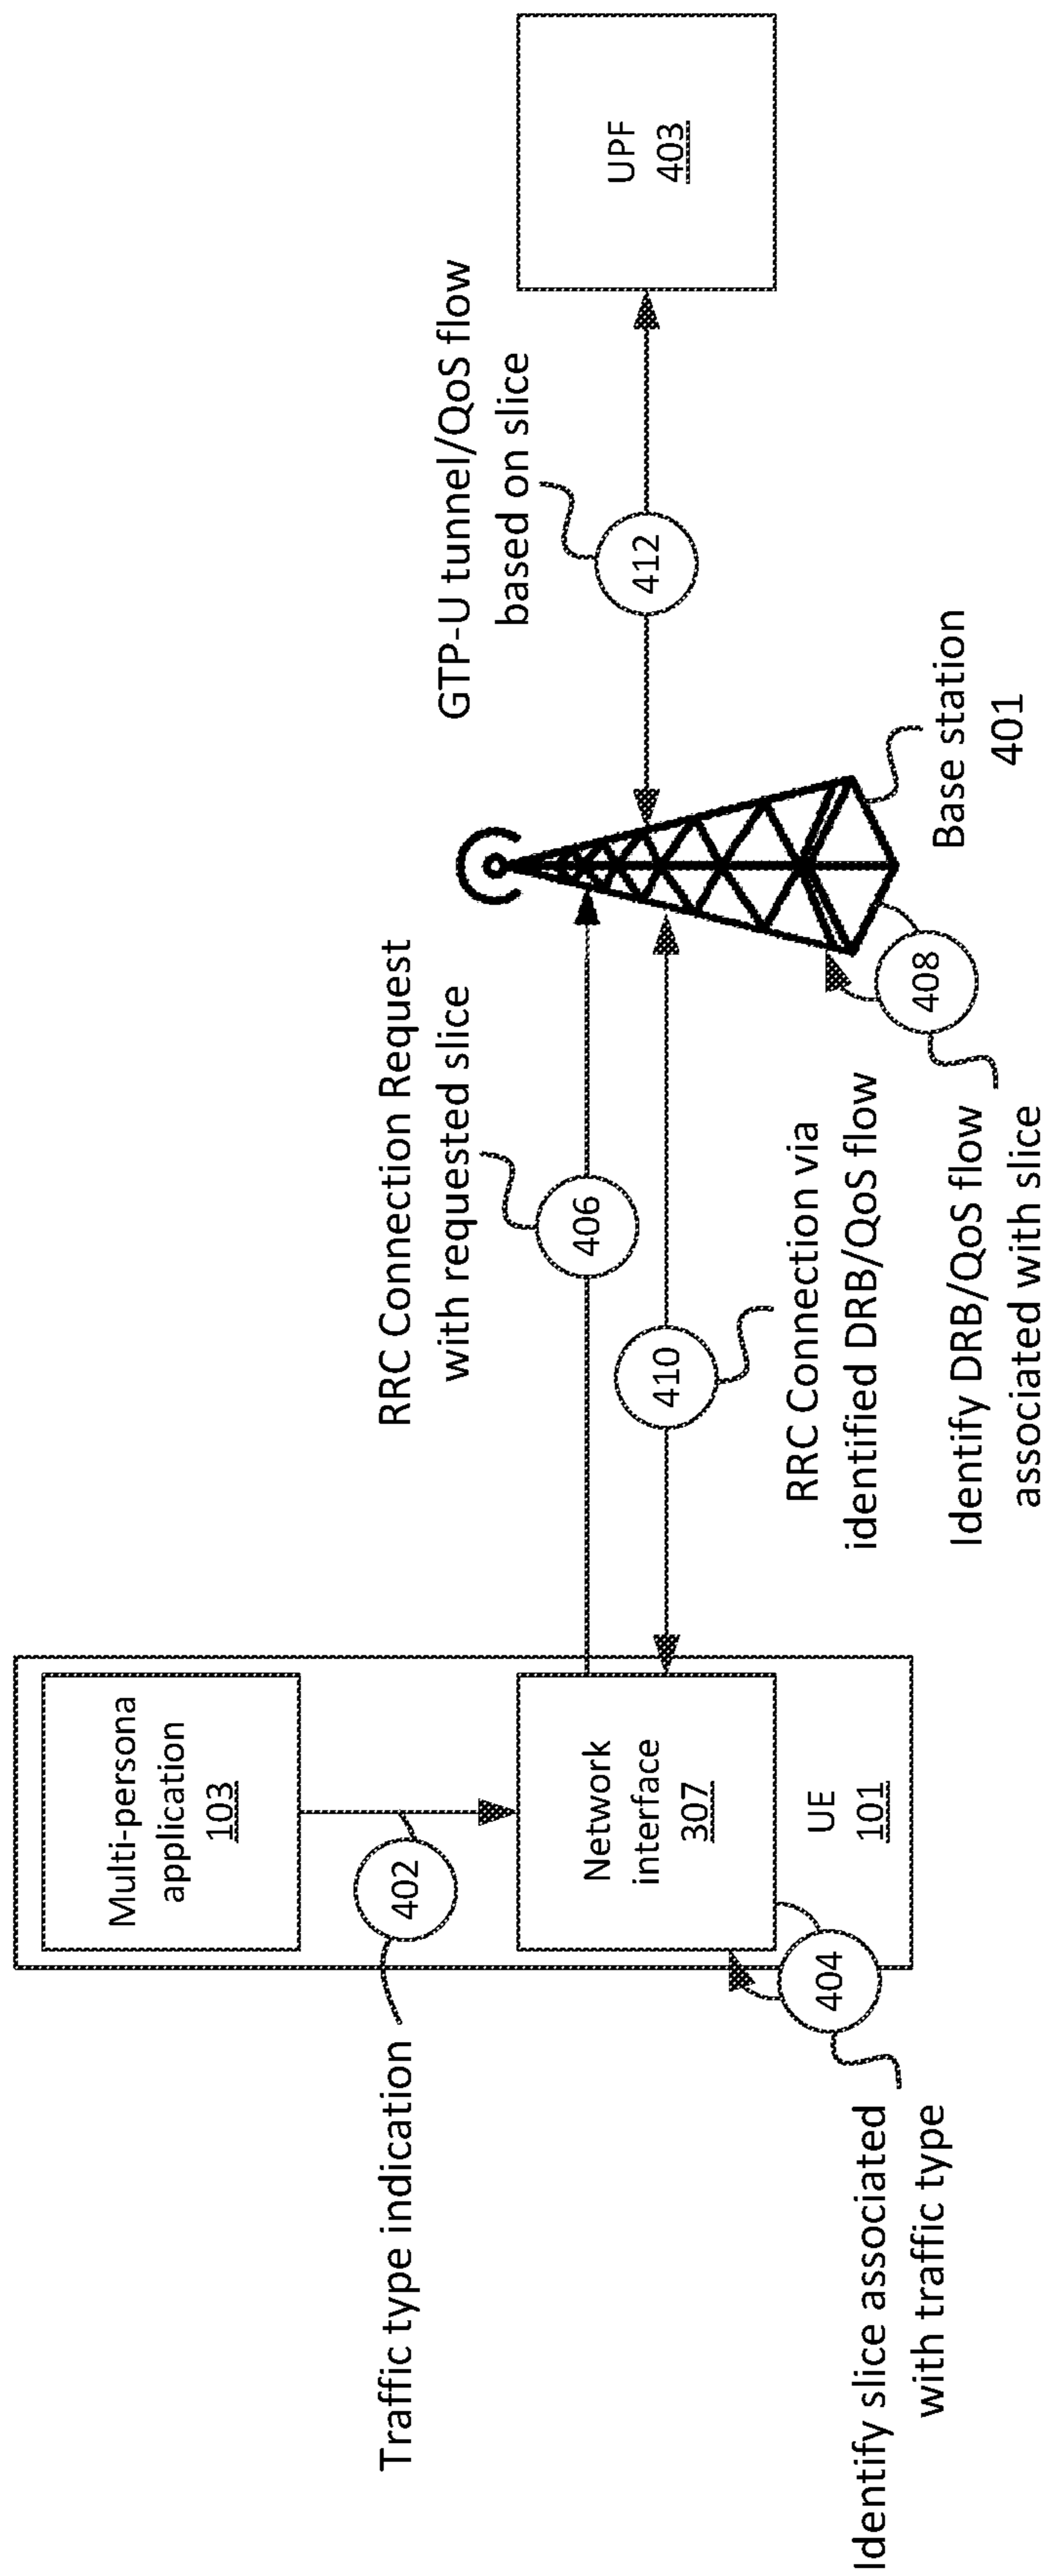 Multi-persona
application
103
Traffic type indication
402
Network
interface
307
UE
101
404
Identify slice associated
with traffic type
RRC Connection Request
with requested slice
406
410
RRC Connection via
identified DRB/QoS flow
408
Identify DRB/QoS flow
associated with slice
Base station
401
GTP-U tunnel/QoS flow
based on slice
412
UPF
403